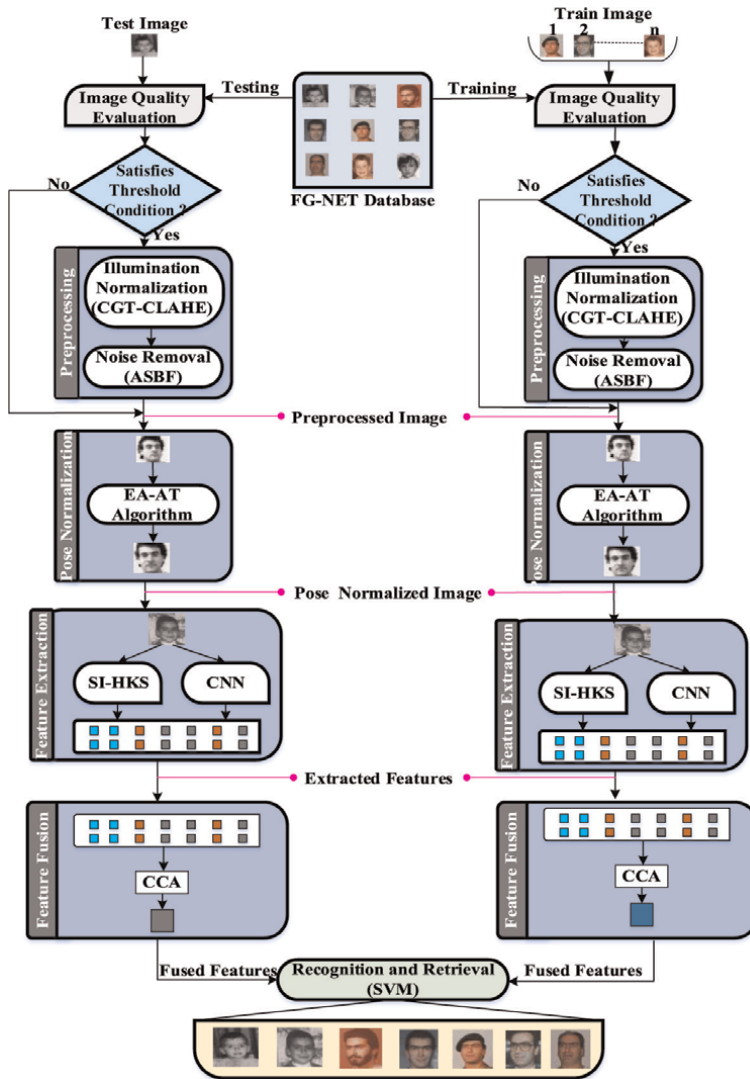 Test Image
Train Image
1
2
n
Testing
Training
Image Quality
Evaluation
Image Quality
Evaluation
FG-NET Database
No
Satisfies
Threshold
Condition ?
Yes
No
Satisfies
Threshold
Condition ?
Yes
Preprocessing
Illumination
Normalization
(CGT-CLAHE)
Noise Removal
(ASBF)
Preprocessing
Illumination
Normalization
(CGT-CLAHE)
Noise Removal
(ASBF)
Preprocessed Image
Pose Normalization
EA-AT
Algorithm
Pose Normalization
EA-AT
Algorithm
Pose Normalized Image
Feature Extraction
SI-HKS
CNN
Feature Extraction
SI-HKS
CNN
Extracted Features
Feature Fusion
CCA
Feature Fusion
CCA
Fused Features
Recognition and Retrieval
(SVM)
Fused Features